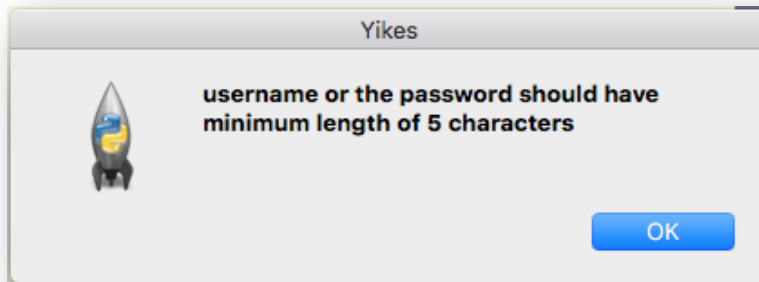 Yikes
username or the password should have
minimum length of 5 characters
OK